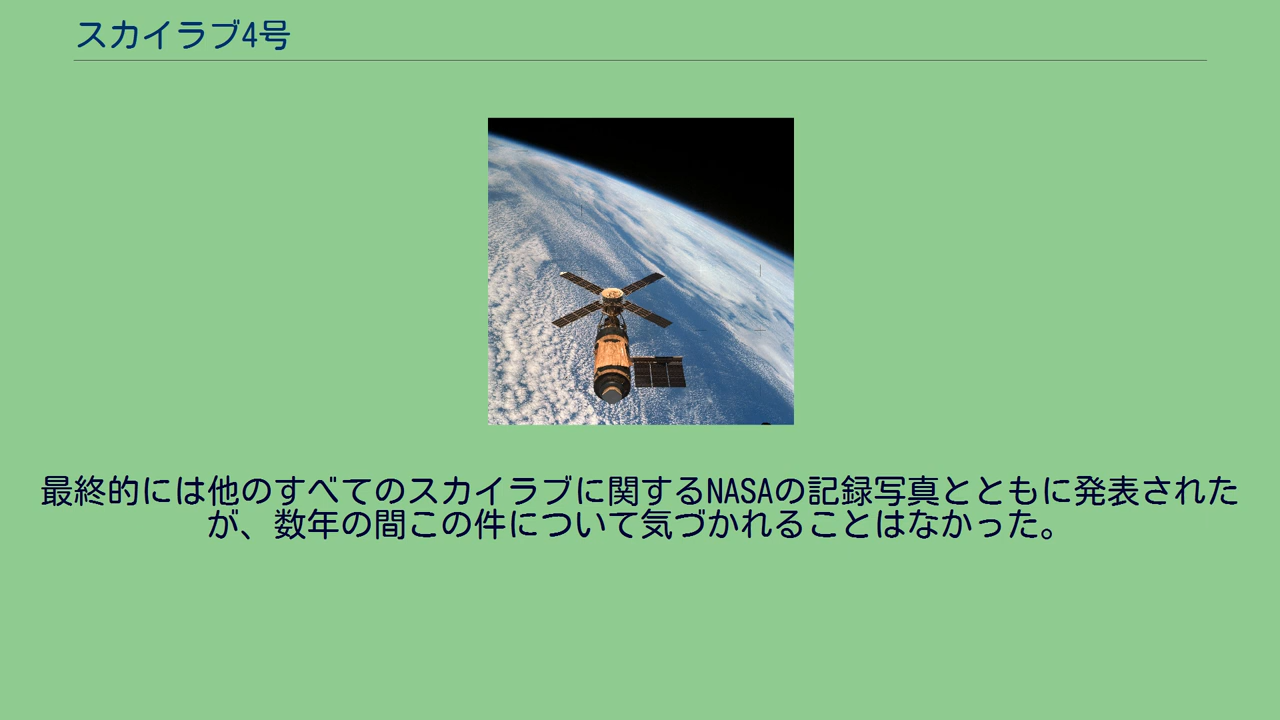 スカイラブ4号
最終的には他のすべてのスカイラブに関するNASAの記録写真とともに発表された
が、数年の間この件について気づかれることはなかった。